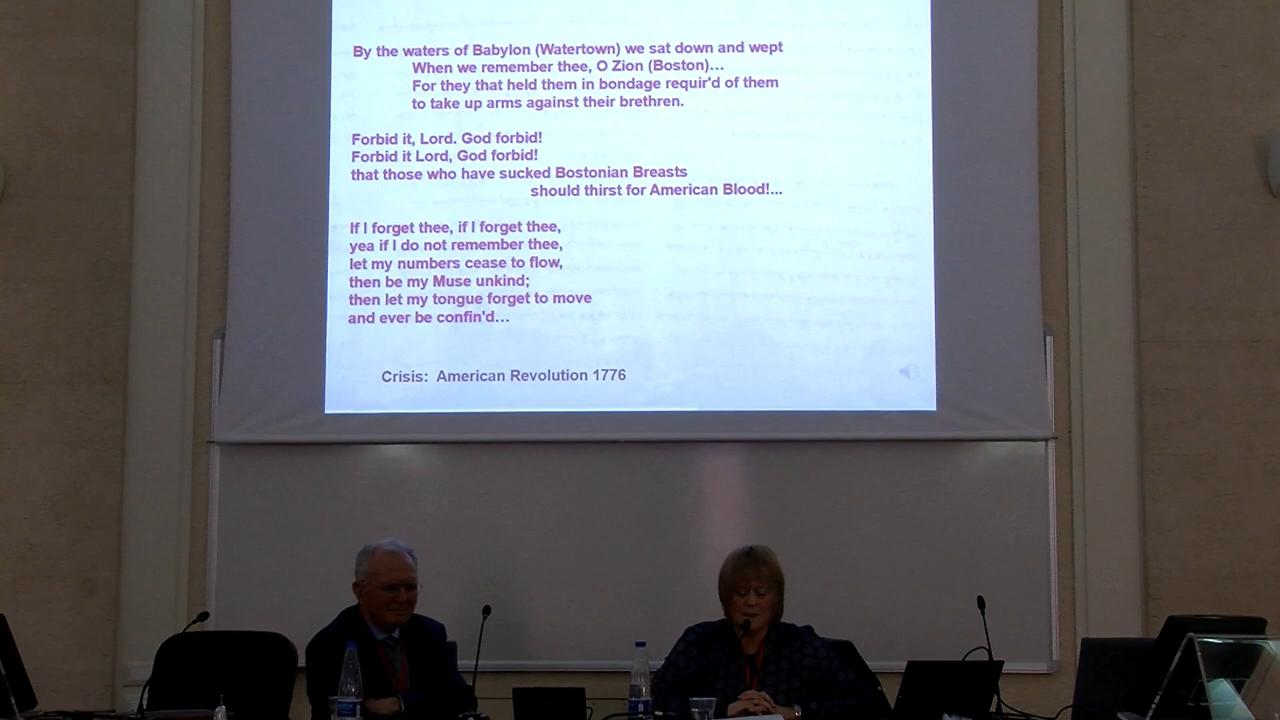 By the waters of Babylon (Watertown) we sat down and wept
When we remember thee, O Zion (Boston)...
For they that held them in bondage requir'd of them
to take up arms against their brethren.
Forbid it, Lord. God forbid!
Forbid it Lord, God forbid!
that those who have sucked Bostonian Breasts
should thirst for American Blood!...
If I forget thee, if I forget thee,
yea if I do not remember thee,
let my numbers cease to flow,
then be my Muse unkind;
then let my tongue forget to move
and ever be confin'd...
Crisis: American Revolution 1776